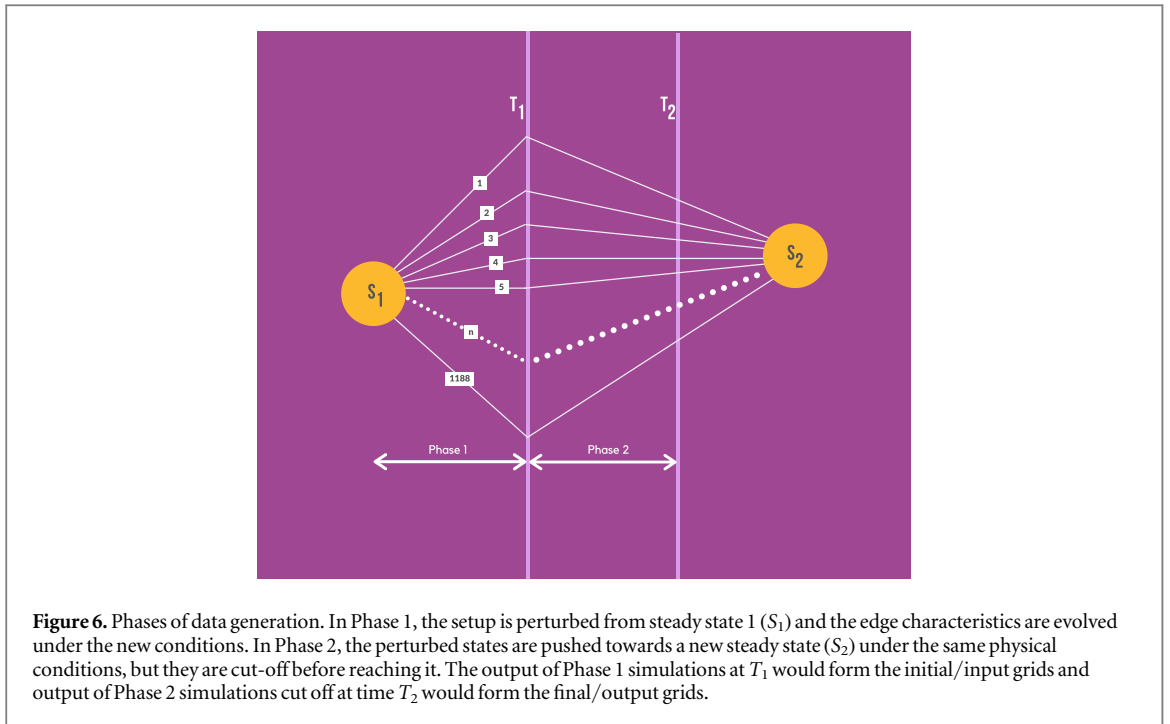 T1
T2
1
2
3
4
5
n
1188
S1
S2
Phase 1
Phase 2
Figure 6. Phases of data generation. In Phase 1, the setup is perturbed from steady state 1 (S1) and the edge characteristics are evolved
under the new conditions. In Phase 2, the perturbed states are pushed towards a new steady state (S2) under the same physical
conditions, but they are cut-off before reaching it. The output of Phase 1 simulations at T1 would form the initial/input grids and
output of Phase 2 simulations cut off at time T2 would form the final/output grids.